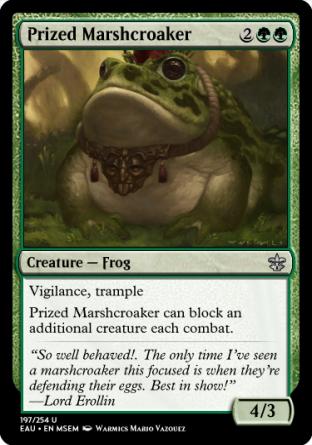 Prized Marshcroaker 2
Creature — Frog
Vigilance, trample
Prized Marshcroaker can block an
additional creature each combat.
“So well behaved!. The only time I’ve seen
a marshcroaker this focused is when they’re
defending their eggs. Best in show!”
—Lord Erollin
4/3
197/254 U
EAU • EN MSEM WARMICS MARIO VAZQUEZ